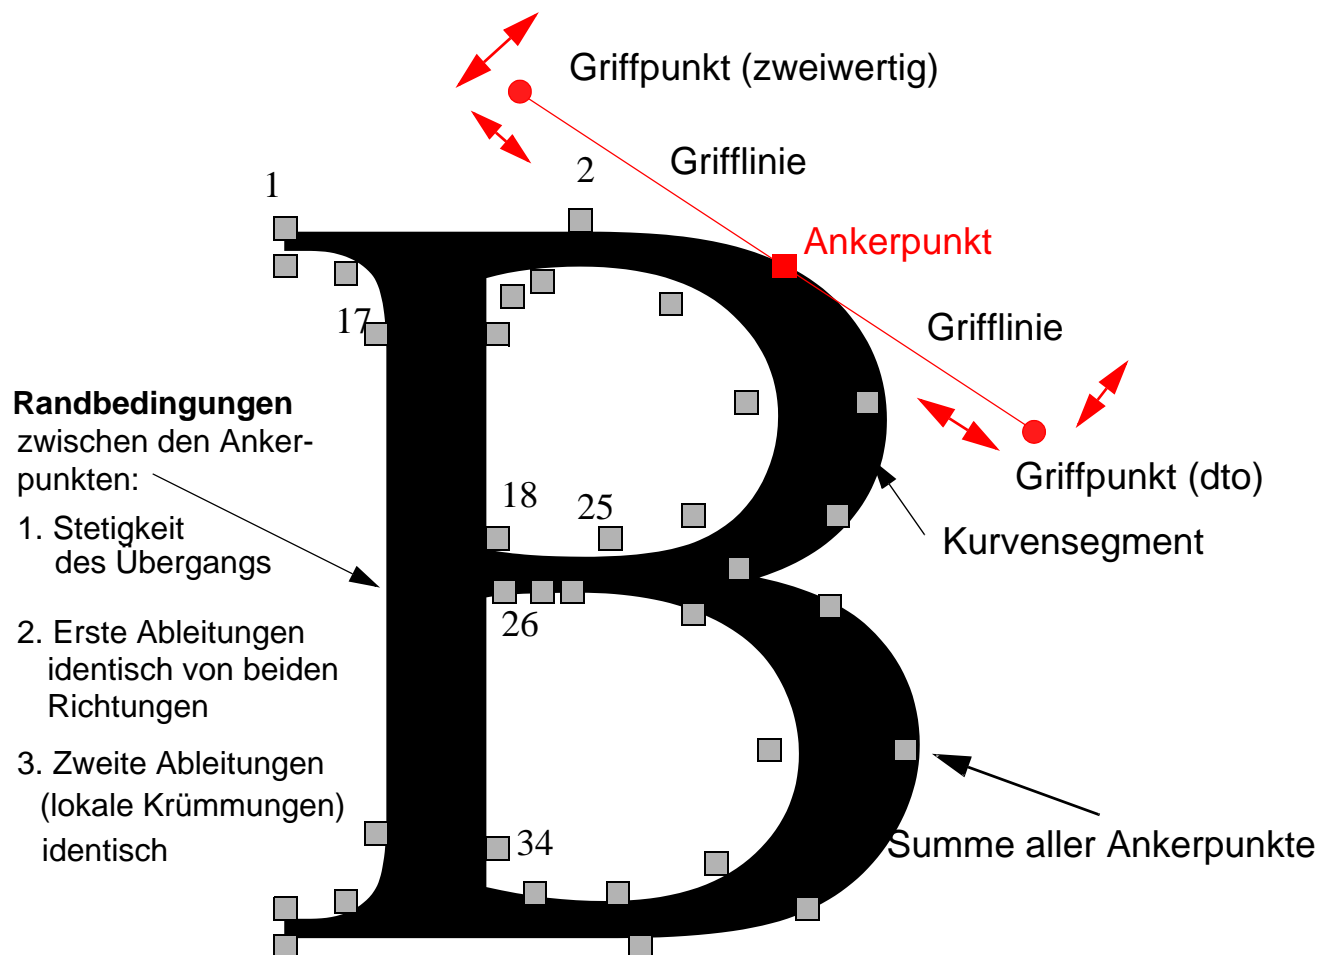 Griffpunkt (zweiwertig)
Grifflinie
1
2
Ankerpunkt
17
Grifflinie
Randbedingungen
zwischen den Anker-
punkten:
Griffpunkt (dto)
18
25
1. Stetigkeit
des Übergangs
Kurvensegment
26
2. Erste Ableitungen
identisch von beiden
Richtungen
3. Zweite Ableitungen
(lokale Krümmungen)
identisch
34
Summe aller Ankerpunkte
B